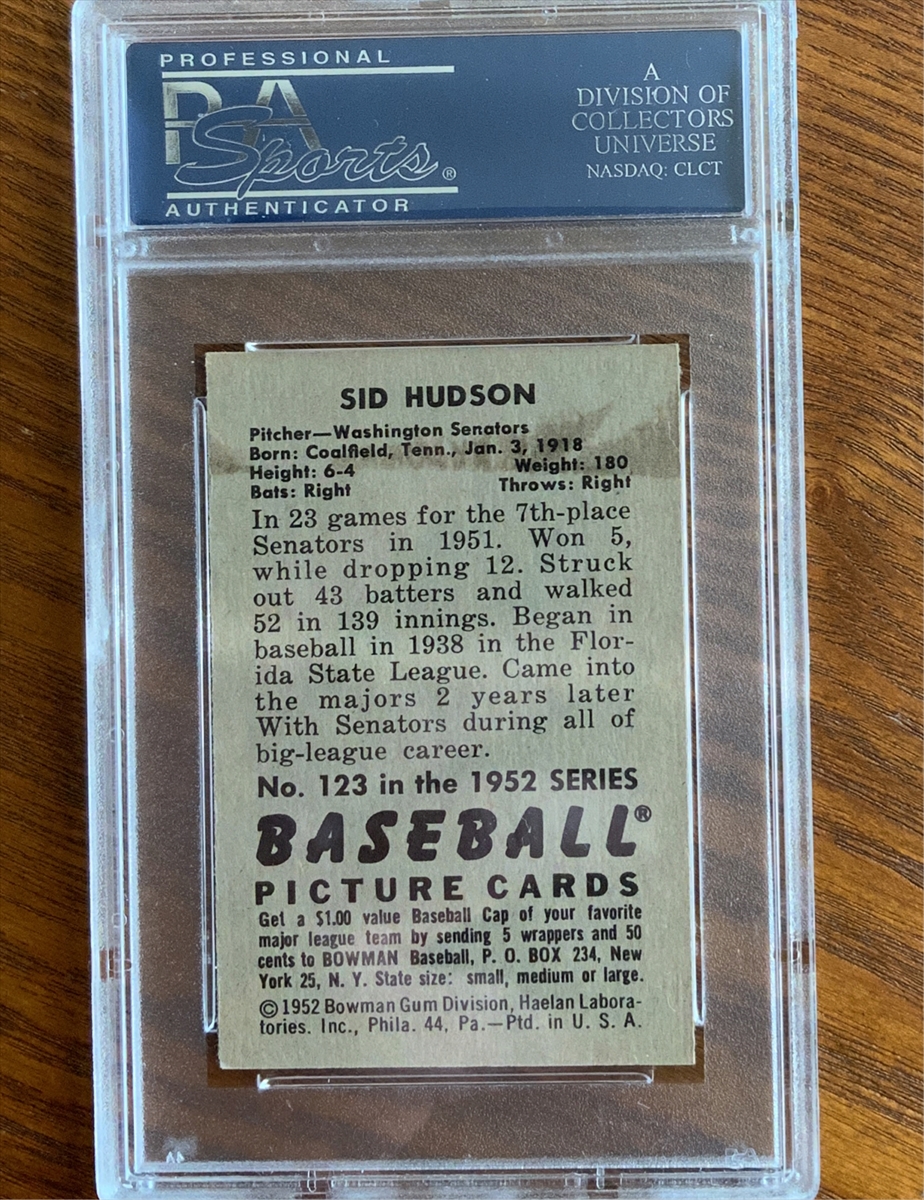 PROFESSIONAL
PSA
Sports®
AUTHENTICATOR
A
DIVISION OF
COLLECTORS
UNIVERSE
NASDAQ: CLCT
SID HUDSON
Pitcher—Washington Senators
Born: Coalfield, Tenn., Jan. 3, 1918
Height: 6-4 Weight: 180
Bats: Right Throws: Right
In 23 games for the 7th-place
Senators in 1951. Won 5,
while dropping 12. Struck
out 43 batters and walked
52 in 139 innings. Began in
baseball in 1938 in the Flor-
ida State League. Came into
the majors 2 years later
With Senators during all of
big-league career.
No. 123 in the 1952 SERIES
BASEBALL®
PICTURE CARDS
Get a $1.00 value Baseball Cap of your favorite
major league team by sending 5 wrappers and 50
cents to BOWMAN Baseball, P. O. BOX 234, New
York 25, N. Y. State size: small, medium or large.
©1952 Bowman Gum Division, Haelan Labora-
tories. Inc., Phila. 44, Pa.—Ptd. in U. S. A.